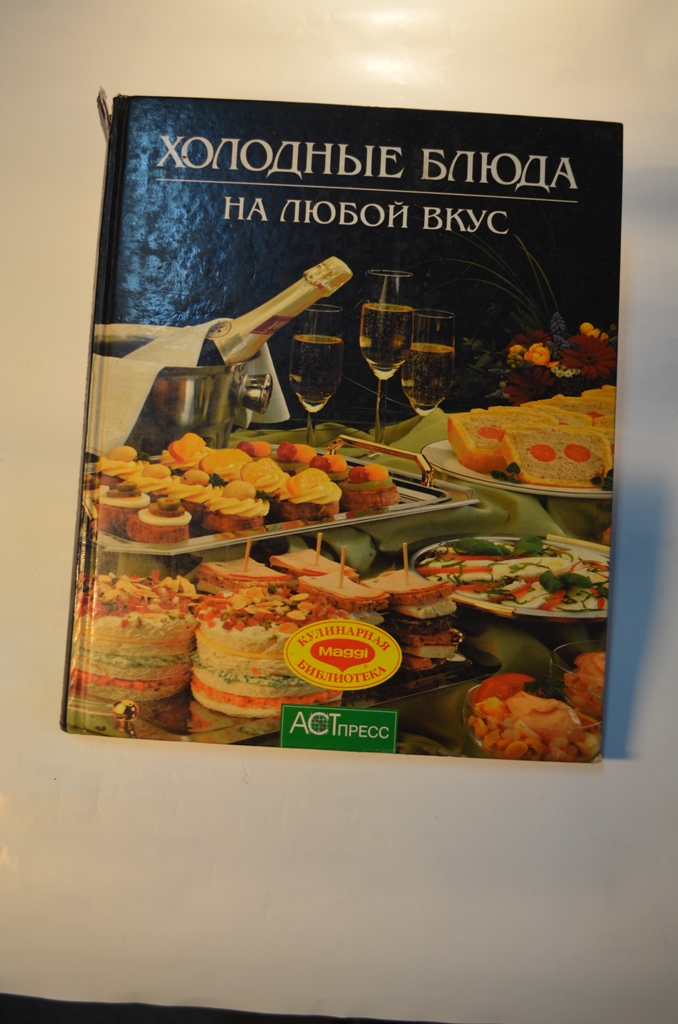 ХОЛОДНЫЕ БЛЮДА
НА ЛЮБОЙ ВКУС
КУЛИНАРНАЯ
Maggi
БИБЛИОТЕКА
АСТ ПРЕСС